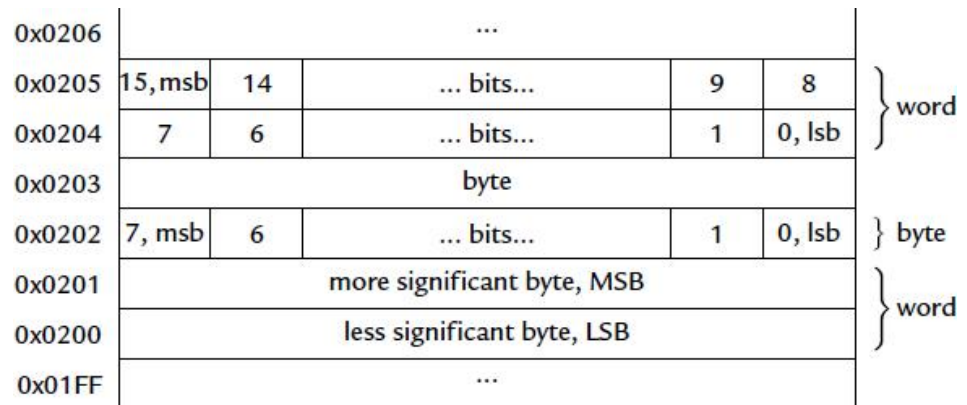 0x0206 ...
0x0205 15,msb 14 ... bits... 9 8
word
0x0204 7 6 ... bits... 1 0, lsb
0x0203 byte
0x0202 7, msb 6 ... bits... 1 0, lsb } byte
0x0201 more significant byte, MSB
word
0x0200 less significant byte, LSB
0x01FF ...